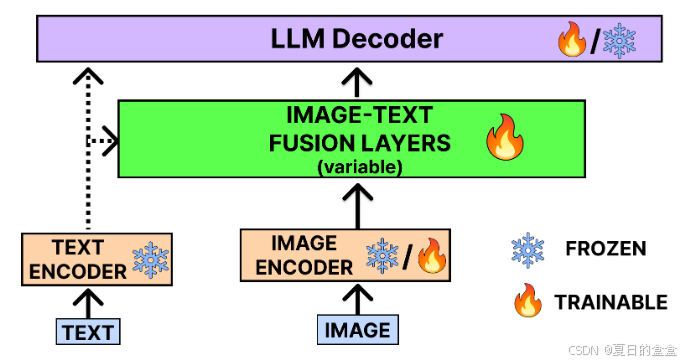 LLM Decoder
/
IMAGE-TEXT
FUSION LAYERS
(variable)
TEXT
ENCODER
IMAGE
ENCODER
/
FROZEN
TRAINABLE
TEXT
IMAGE
CSDN @夏日的盒盒